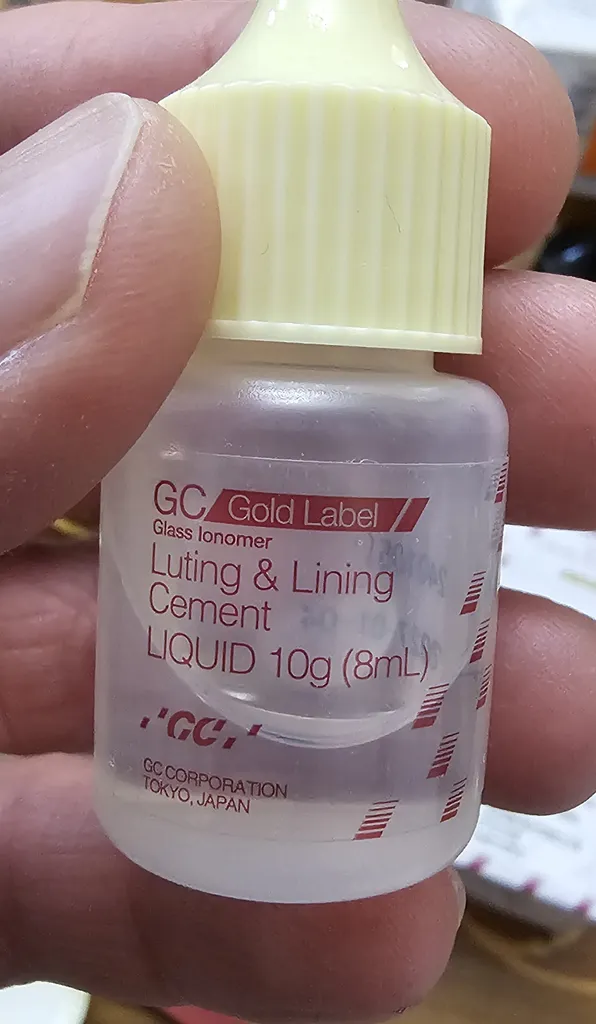 GC Gold Label
Glass Ionomer
Luting & Lining
Cement
LIQUID 10g (8mL)
GC
GC CORPORATION
TOKYO, JAPAN